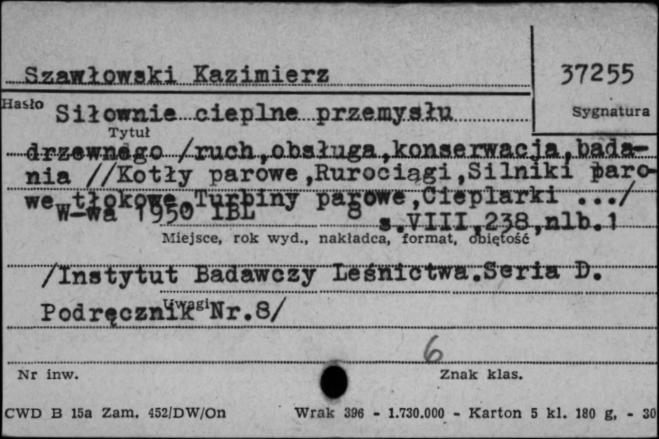 Szawłowski Kazimierz 37255
Hasło Siłownie cieplne przemysłu Sygnatura
Tytuł
drzewnego /ruch,obsługa,konserwacja,bada-
nia //Kotły parowe,Rurociągi,Silniki paro-
we tłokowe,Turbiny parowe,Cieplarki .../
W-wa 1950 IBL 8 s.VIII,238,nlb.1
Miejsce, rok wyd., nakładca, format, objętość
/Instytut Badawczy Leśnictwa.Seria D.
Uwagi
Podręcznik Nr.8/
6
Nr inw. Znak klas.
CWD B 15a Zam. 452/DW/On Wrak 396 - 1.730.000 - Karton 5 kl. 180 g, - 30